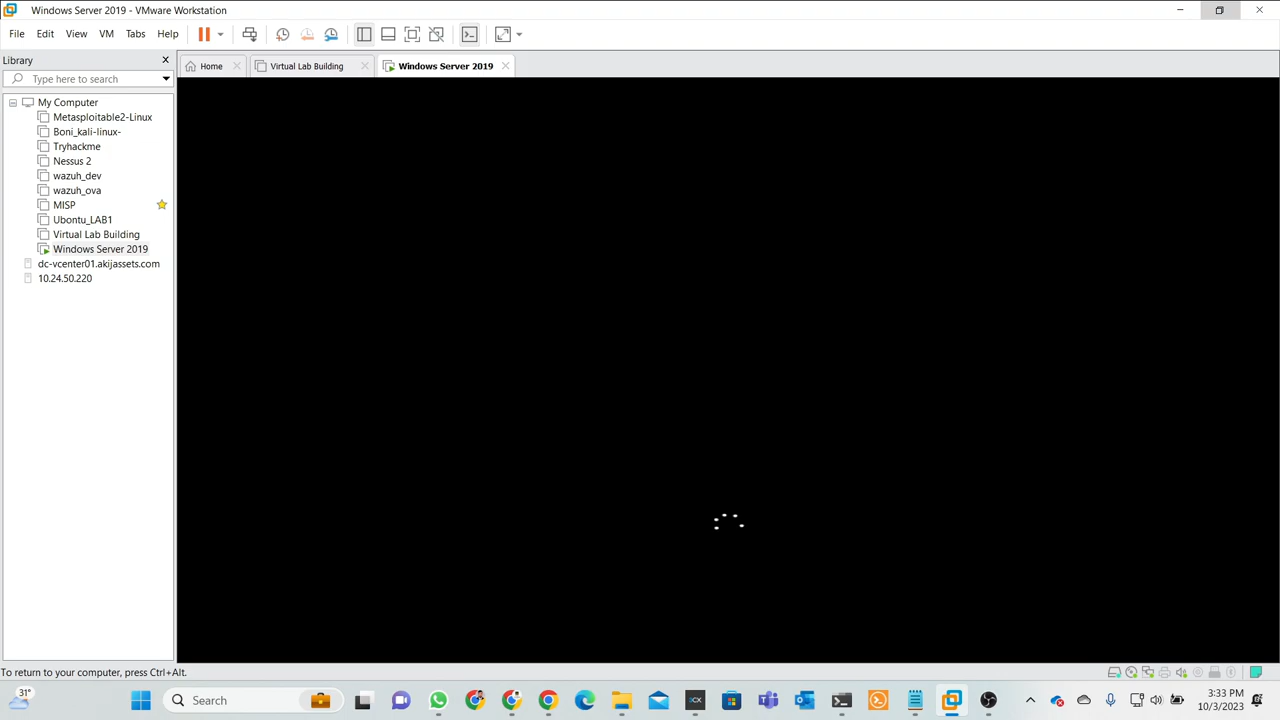 Windows Server 2019 - VMware Workstation
File Edit View VM Tabs Help
Library
Type here to search
Home
Virtual Lab Building
Windows Server 2019
My Computer
Metasploitable2-Linux
Boni_kali-linux-
Tryhackme
Nessus 2
wazuh_dev
wazuh_ova
MISP
Ubontu_LAB1
Virtual Lab Building
Windows Server 2019
dc-vcenter01.akijassets.com
10.24.50.220
To return to your computer, press Ctrl+Alt.
31°
Search
3:33 PM
10/3/2023